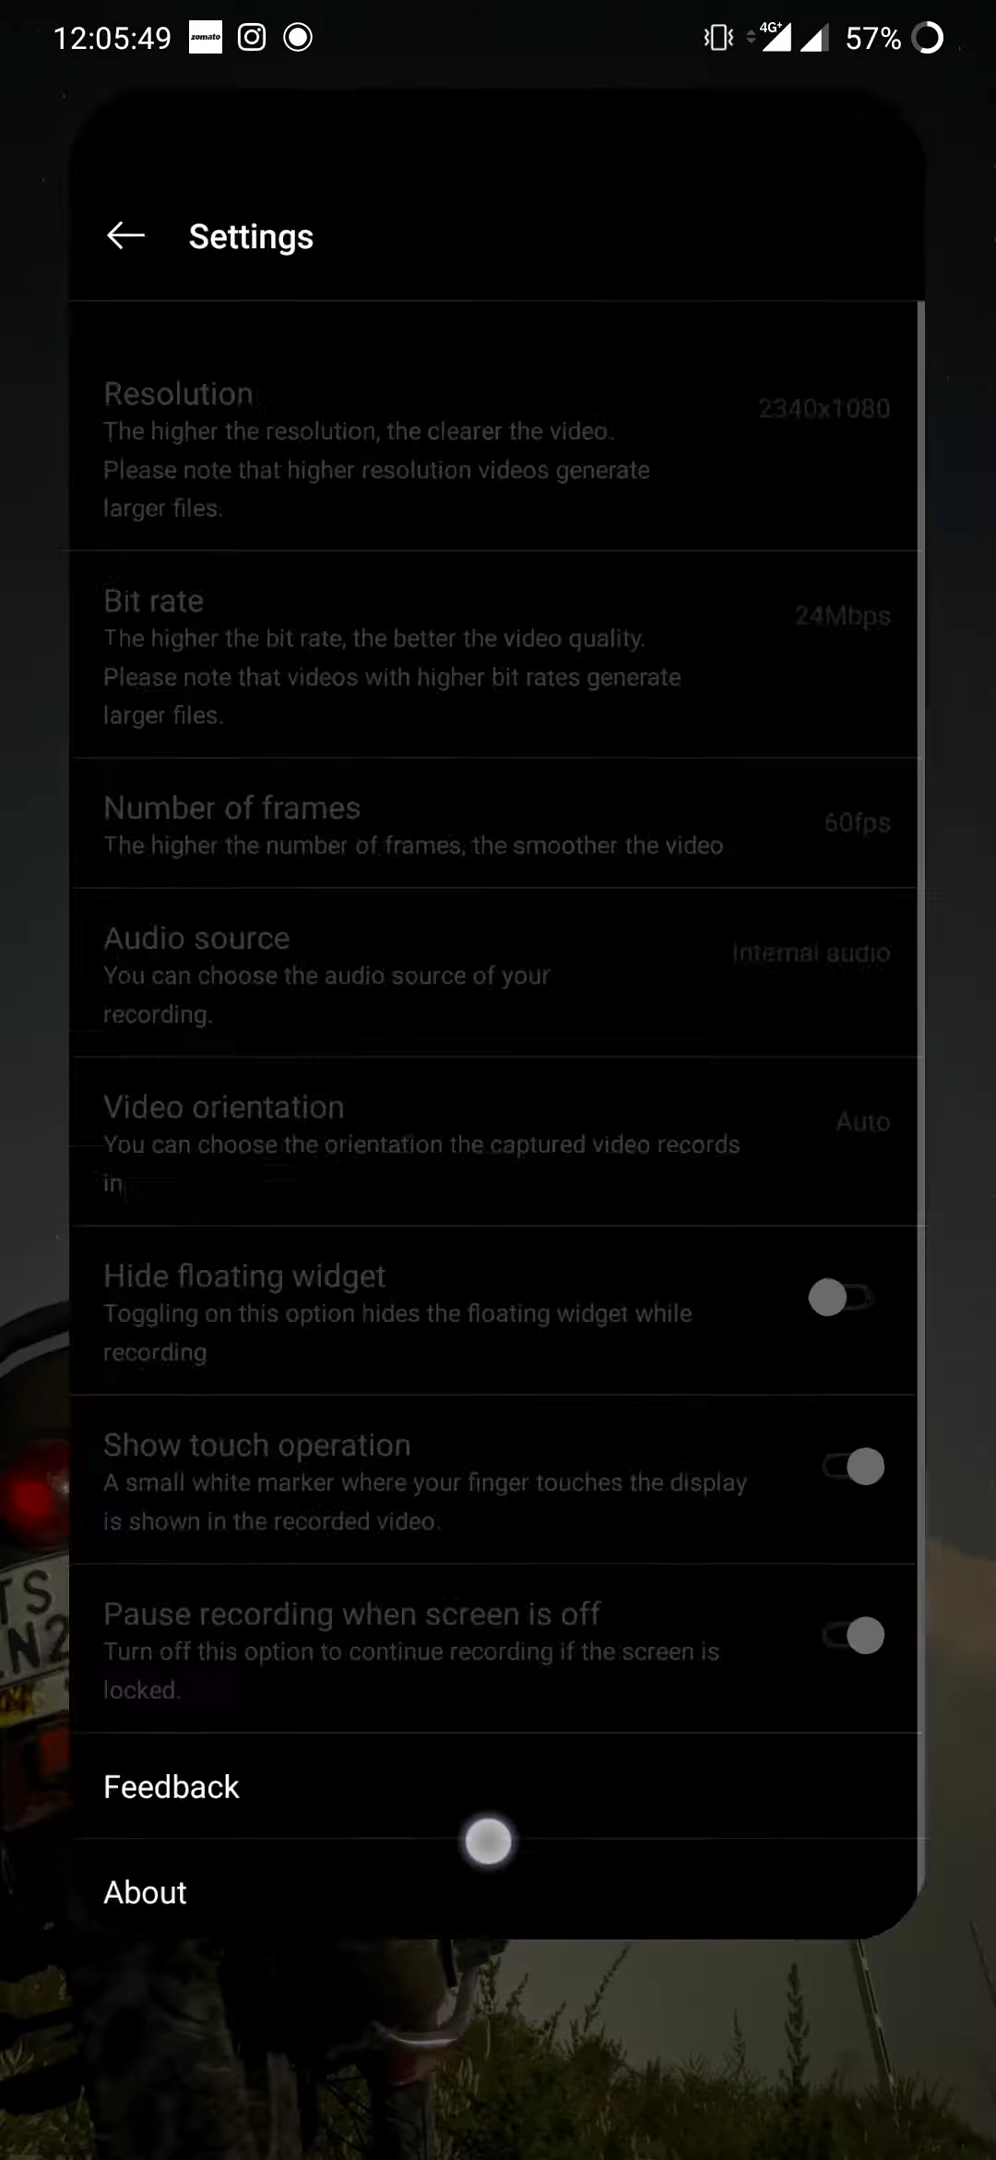 12:05:49 zomato 4G+ 57%
Settings
Resolution
2340x1080
The higher the resolution, the clearer the video.
Please note that higher resolution videos generate
larger files.
Bit rate
24Mbps
The higher the bit rate, the better the video quality.
Please note that videos with higher bit rates generate
larger files.
Number of frames
60fps
The higher the number of frames, the smoother the video
Audio source
Internal audio
You can choose the audio source of your
recording.
Video orientation
Auto
You can choose the orientation the captured video records
in
Hide floating widget
Toggling on this option hides the floating widget while
recording
Show touch operation
A small white marker where your finger touches the display
is shown in the recorded video.
Pause recording when screen is off
Turn off this option to continue recording if the screen is
locked.
TS
N2
Feedback
About